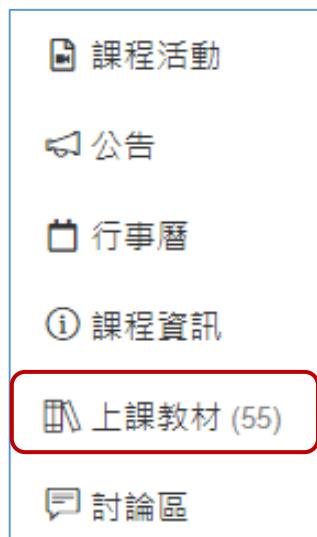 課程活動
公告
行事曆
課程資訊
上課教材 (55)
討論區